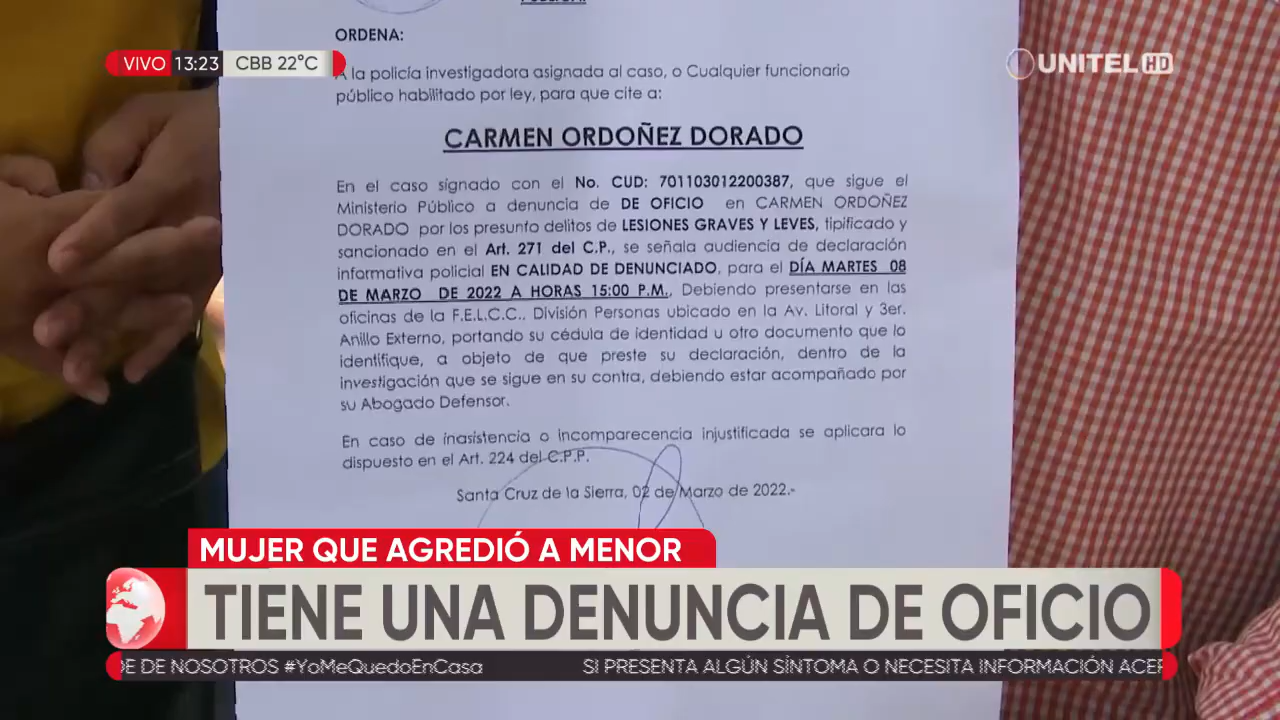 ORDENA:
VIVO 13:23 CBB 22°C
UNITEL HD
A la policía investigadora asignada al caso, o Cualquier funcionario
público habilitado por ley, para que cite a:
CARMEN ORDOÑEZ DORADO
En el caso signado con el No. CUD: 701103012200387, que sigue el
Ministerio Público a denuncia de DE OFICIO en CARMEN ORDOÑEZ
DORADO por los presunto delitos de LESIONES GRAVES Y LEVES, tipificado y
sancionado en el Art. 271 del C.P., se señala audiencia de declaración
informativa policial EN CALIDAD DE DENUNCIADO, para el DÍA MARTES 08
DE MARZO DE 2022 A HORAS 15:00 P.M., Debiendo presentarse en las
oficinas de la F.E.L.C.C., División Personas ubicado en la Av. Litoral y 3er.
Anillo Externo, portando su cédula de identidad u otro documento que lo
identifique, a objeto de que preste su declaración, dentro de la
investigación que se sigue en su contra, debiendo estar acompañado por
su Abogado Defensor.
En caso de inasistencia o incomparecencia injustificada se aplicara lo
dispuesto en el Art. 224 del C.P.P.
Santa Cruz de la Sierra, 02 de Marzo de 2022.-
MUJER QUE AGREDIÓ A MENOR
TIENE UNA DENUNCIA DE OFICIO
DE DE NOSOTROS #YoMeQuedoEnCasa SI PRESENTA ALGÚN SÍNTOMA O NECESITA INFORMACIÓN ACER